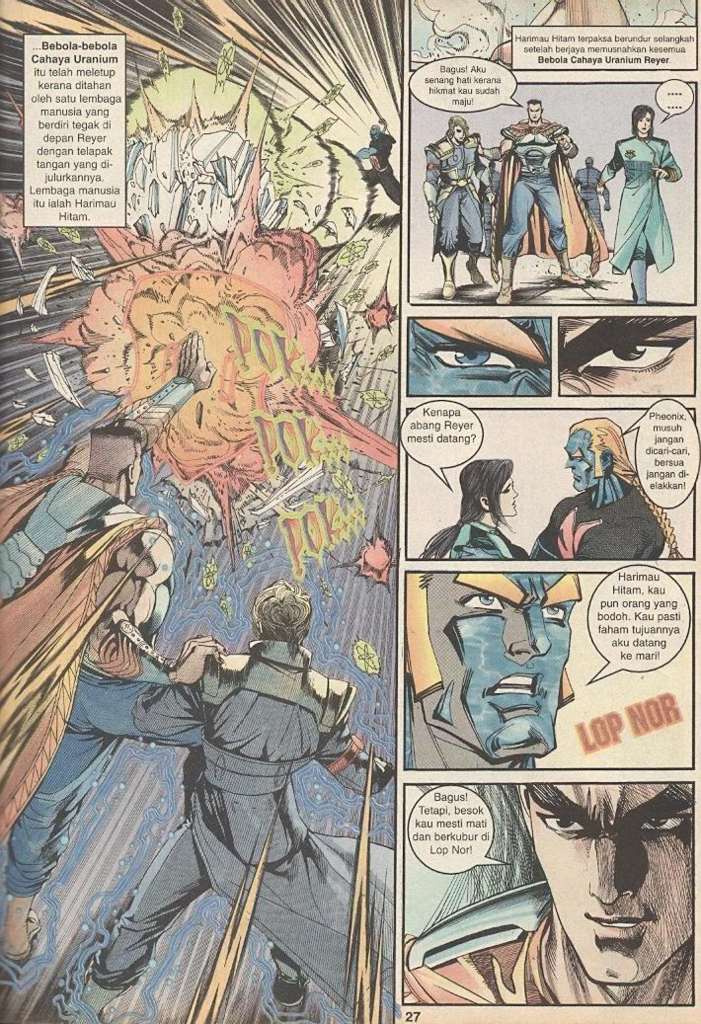 ...Bebola-bebola
Cahaya Uranium
itu telah meletup
kerana ditahan
oleh satu lembaga
manusia yang
berdiri tegak di
depan Reyer
dengan telapak
tangan yang di-
julurkannya.
Lembaga manusia
itu ialah Harimau
Hitam.
POK...
POK...
POK...
Harimau Hitam terpaksa berundur selangkah
setelah berjaya memusnahkan kesemua
Bebola Cahaya Uranium Reyer.
Bagus! Aku
senang hati kerana
hikmat kau sudah
maju!
....
....
Kenapa
abang Reyer
mesti datang?
Pheonix,
musuh
jangan
dicari-cari,
bersua
jangan di-
elakkan!
Harimau
Hitam, kau
pun orang yang
bodoh. Kau pasti
faham tujuannya
aku datang
ke mari!
LOP NOR
Bagus!
Tetapi, besok
kau mesti mati
dan berkubur di
Lop Nor!
27